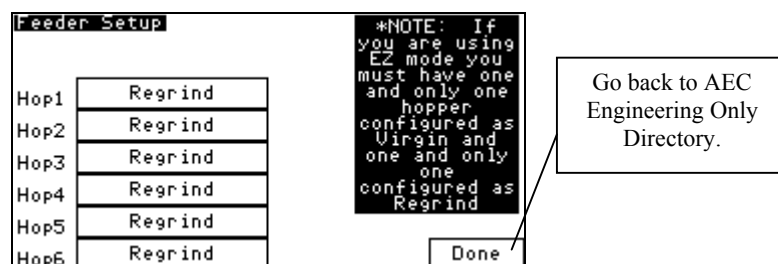 Feeder Setup
Hop1 Regrind
Hop2 Regrind
Hop3 Regrind
Hop4 Regrind
Hop5 Regrind
Hop6 Regrind
*NOTE: If
you are using
EZ mode you
must have one
and only one
hopper
configured as
Virgin and
one and only
one
configured as
Regrind
Done
Go back to AEC
Engineering Only
Directory.